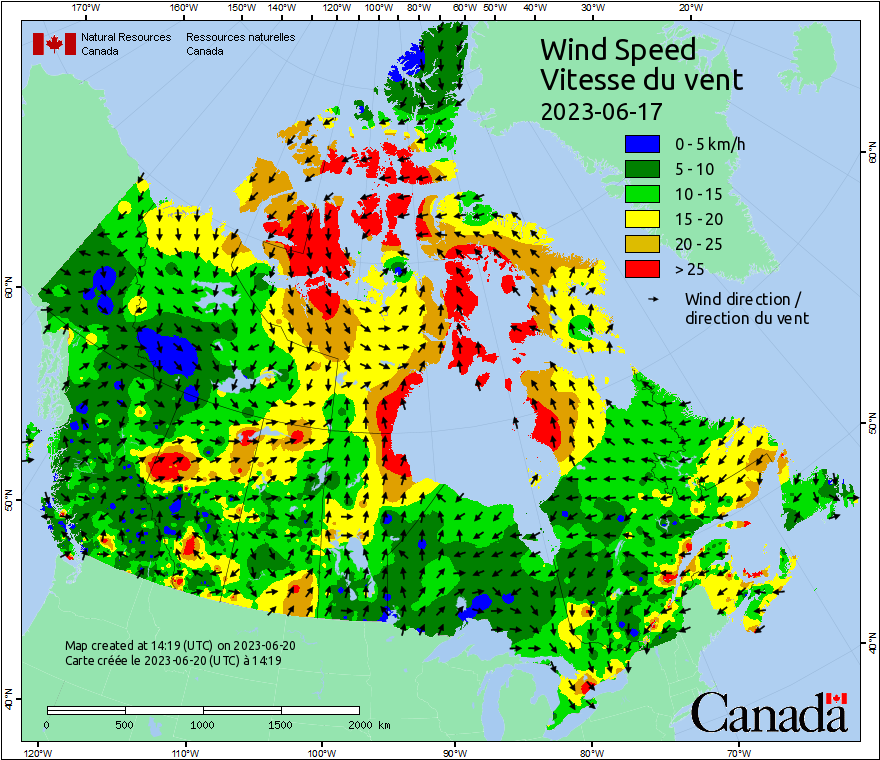 170°W 160°W 150°W 140°W 130°W 120°W 110°W 100°W 90°W 80°W 70°W 60°W 50°W 40°W 30°W 20°W
Natural Resources Canada
Ressources naturelles Canada
Wind Speed
Vitesse du vent
2023-06-17
0 - 5 km/h
5 - 10
10 - 15
15 - 20
20 - 25
> 25
Wind direction /
direction du vent
60°N
50°N
40°N
60°N
50°N
40°N
Map created at 14:19 (UTC) on 2023-06-20
Carte créée le 2023-06-20 (UTC) à 14:19
0 500 1000 1500 2000 km
Canada
120°W 110°W 100°W 90°W 80°W 70°W